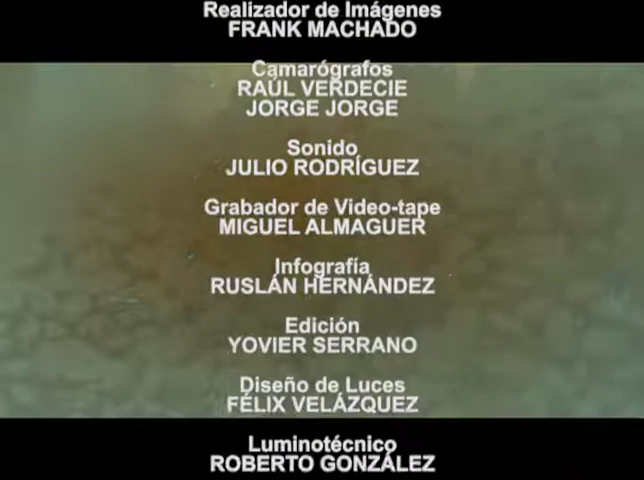 Realizador de Imágenes
FRANK MACHADO
Camarógrafos
RAÚL VERDECIE
JORGE JORGE
Sonido
JULIO RODRÍGUEZ
Grabador de Video-tape
MIGUEL ALMAGUER
Infografía
RUSLÁN HERNÁNDEZ
Edición
YOVIER SERRANO
Diseño de Luces
FÉLIX VELÁZQUEZ
Luminotécnico
ROBERTO GONZÁLEZ